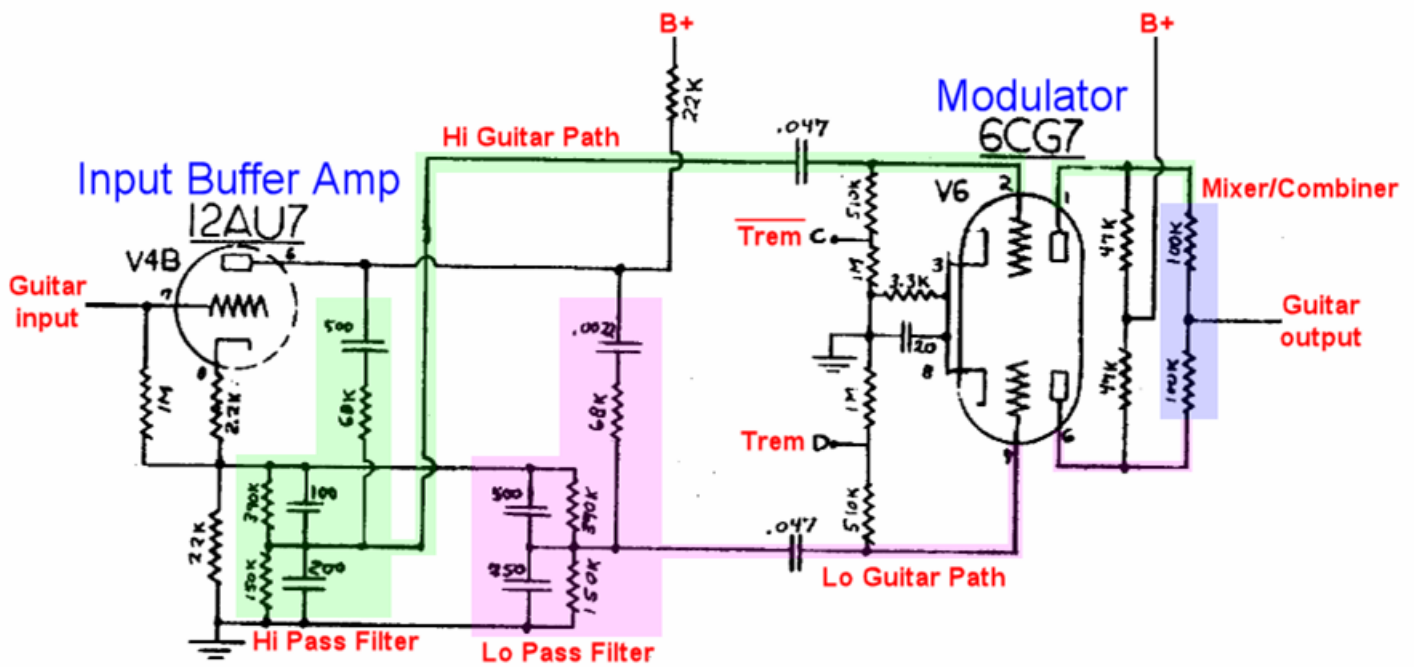 B+
B+
22K
Modulator
6CG7
Hi Guitar Path
.047
Input Buffer Amp
12AU7
V4B
6
510K
2
V6
1
Mixer/Combiner
Trem C
47K
100K
1M
3
3.3K
Guitar
input
7
Guitar
output
500
.0022
20
8
8
1M
2.2K
68K
68K
1M
47K
100K
Trem D
6
7
390K
100
500
390K
510K
22K
.047
150K
200
250
150K
Lo Guitar Path
Hi Pass Filter
Lo Pass Filter